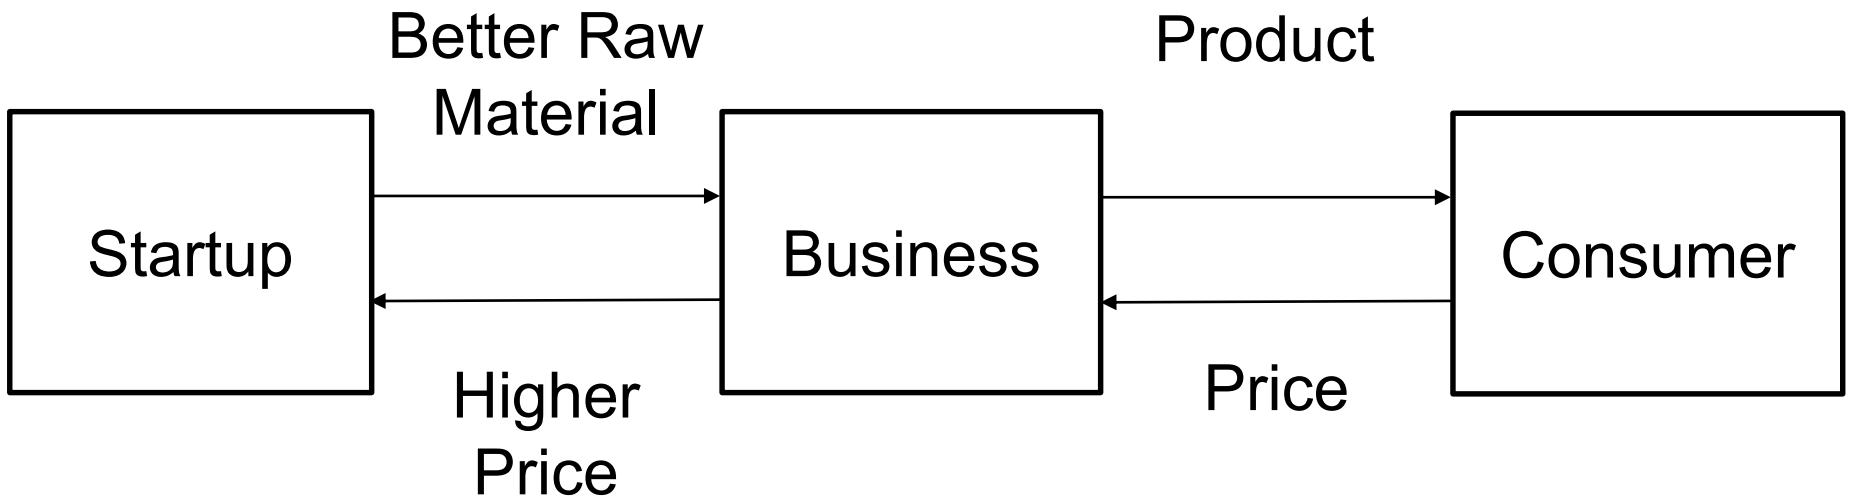 Better Raw
Material
Product
Startup
Business
Consumer
Higher
Price
Price